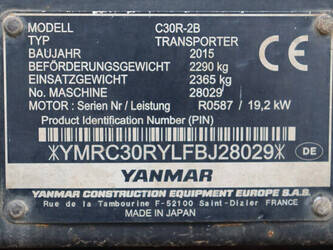 MODELL C30R-2B
TYP TRANSPORTER
BAUJAHR 2015
BEFÖRDERUNGSGEWICHT 2290 kg
EINSATZGEWICHT 2365 kg
No. MASCHINE 28029
MOTOR : Serien Nr / Leistung R0587 / 19,2 kW
Product Identification Number (PIN)
*YMRC30RYLFBJ28029*
DE
YANMAR
YANMAR CONSTRUCTION EQUIPMENT EUROPE S.A.S.
Rue de la Tambourine F-52100 Saint-Dizier FRANCE
MADE IN JAPAN
CE